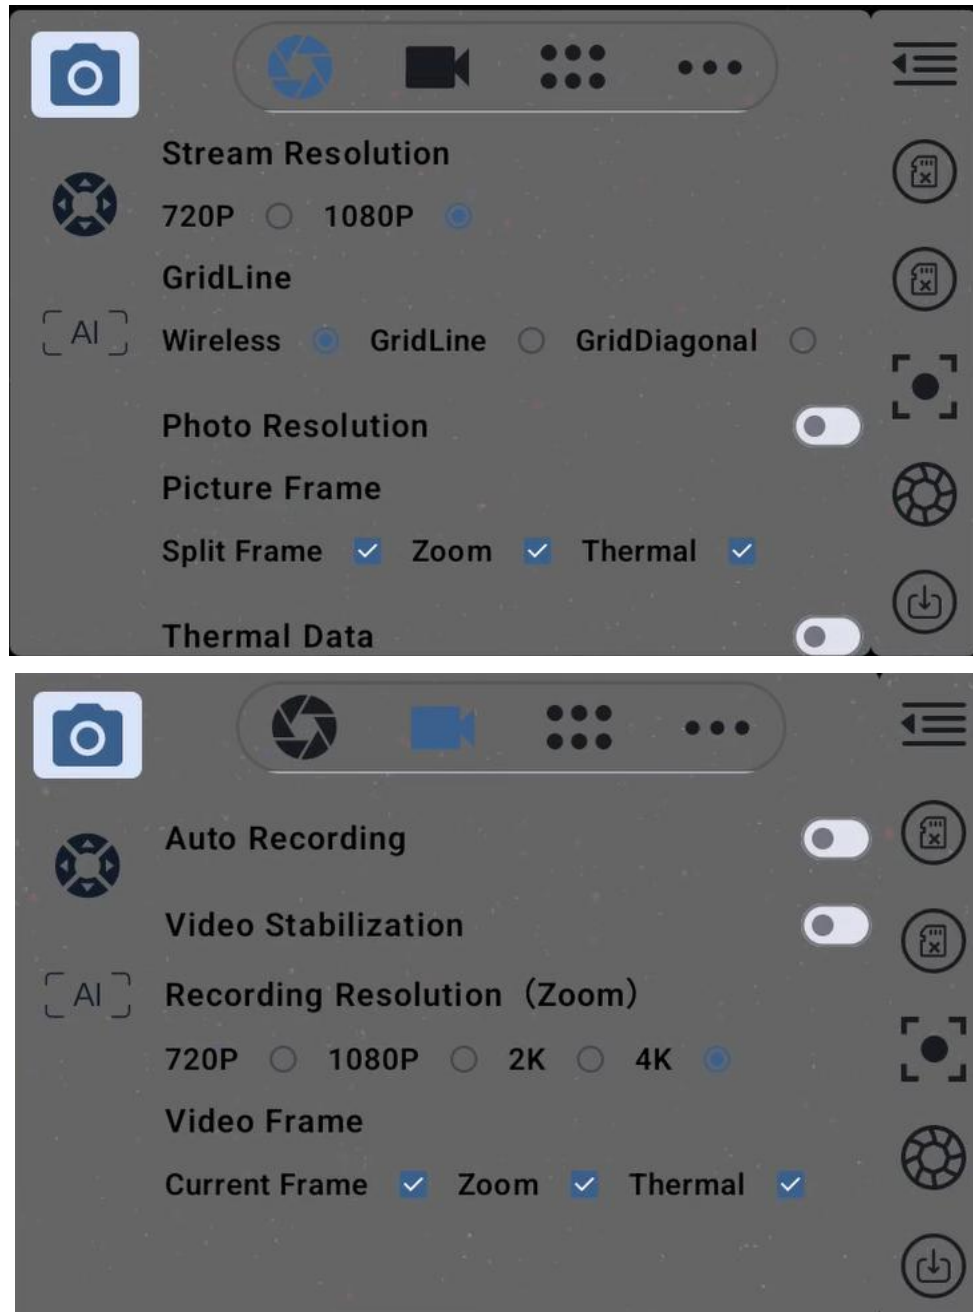 Stream Resolution
720P 1080P
GridLine
AI
Wireless GridLine GridDiagonal
Photo Resolution
Picture Frame
Split Frame Zoom Thermal
Thermal Data
Auto Recording
Video Stabilization
AI
Recording Resolution（Zoom）
720P 1080P 2K 4K
Video Frame
Current Frame Zoom Thermal